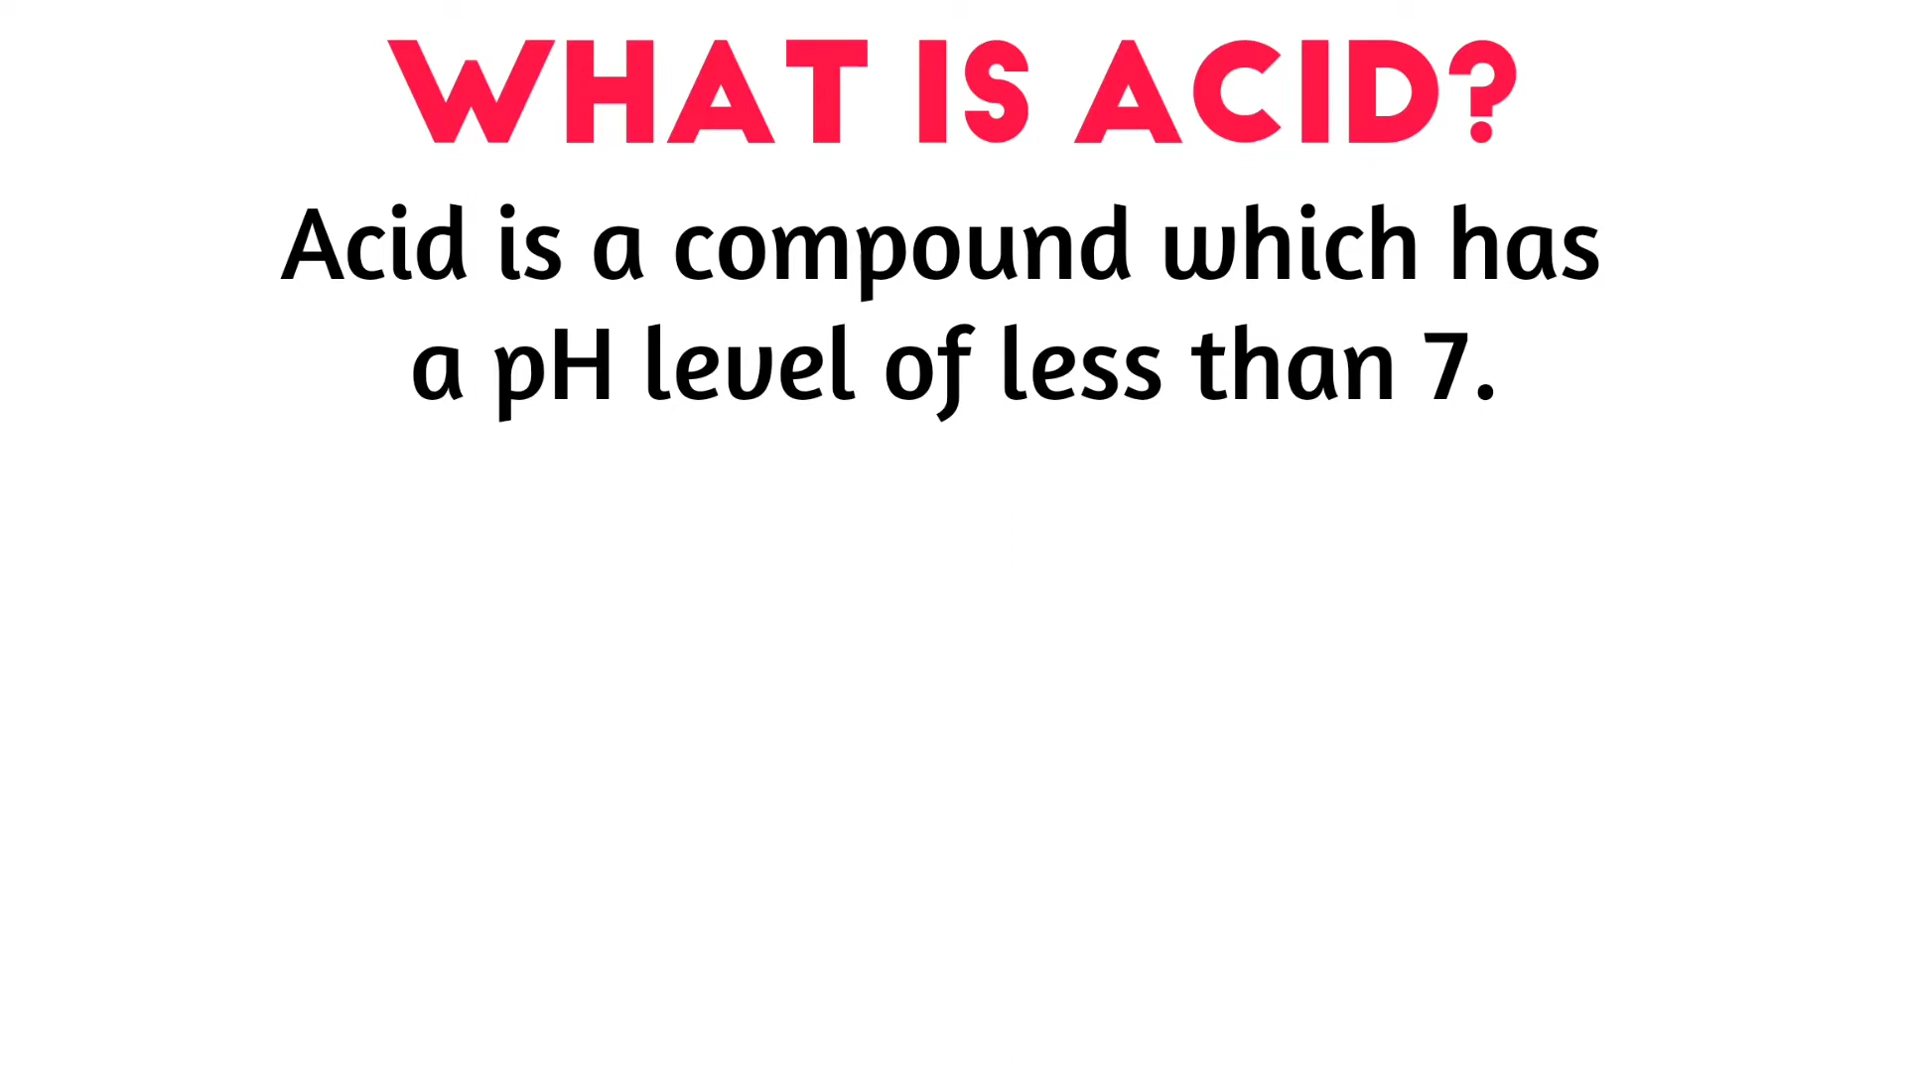 WHAT IS ACID?
Acid is a compound which has
a pH level of less than 7.